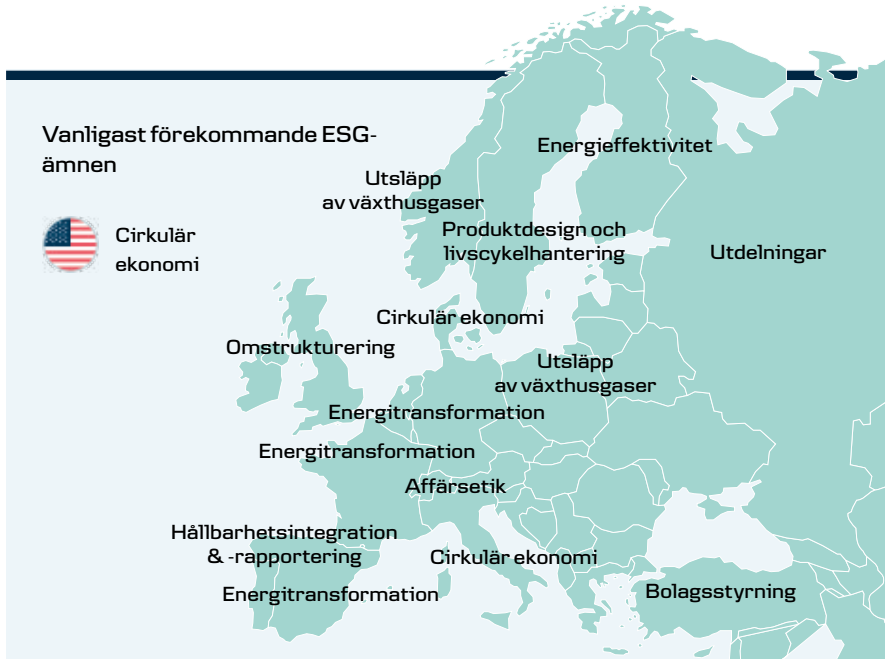 Vanligast förekommande ESG-
ämnen
Cirkulär
ekonomi
Energieffektivitet
Utsläpp
av växthusgaser
Produktdesign och
livscykelhantering
Utdelningar
Cirkulär ekonomi
Omstrukturering
Utsläpp
av växthusgaser
Energitransformation
Energitransformation
Affärsetik
Hållbarhetsintegration
& -rapportering
Cirkulär ekonomi
Energitransformation
Bolagsstyrning